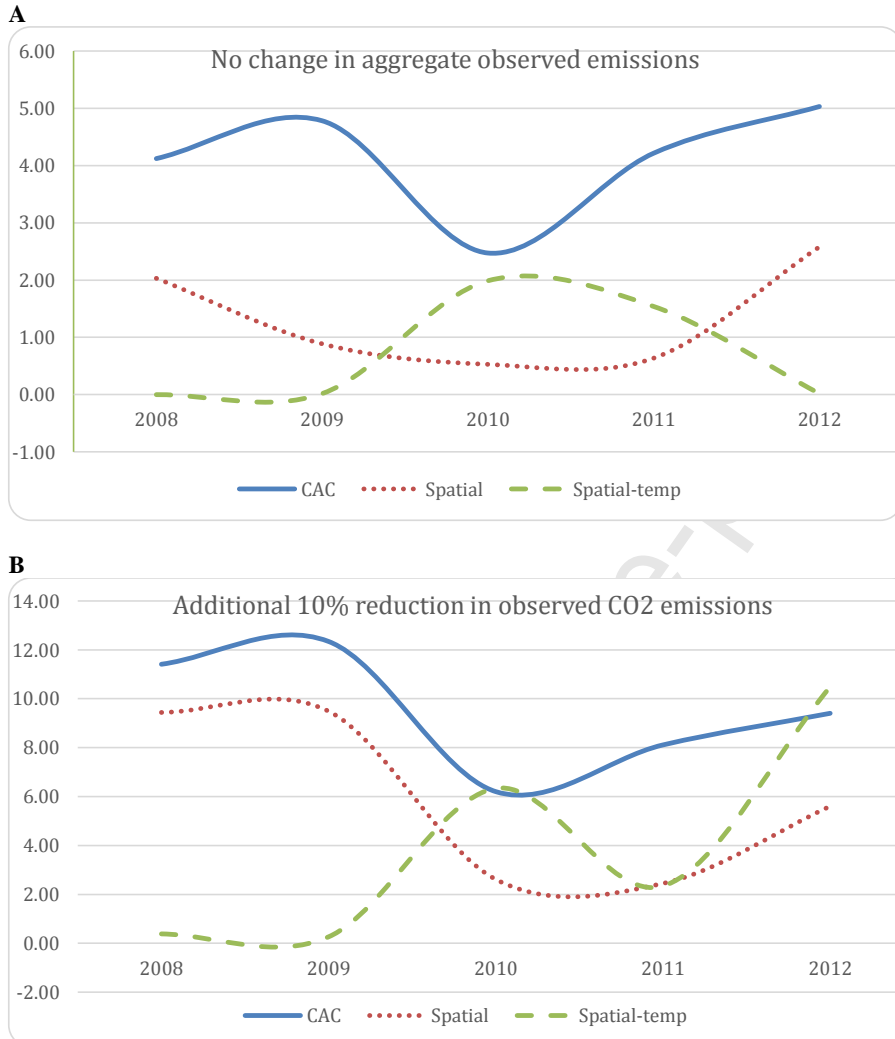 A
No change in aggregate observed emissions
6.00
5.00
4.00
3.00
2.00
1.00
0.00
-1.00
2008 2009 2010 2011 2012
CAC Spatial Spatial-temp
B
Additional 10% reduction in observed CO2 emissions
14.00
12.00
10.00
8.00
6.00
4.00
2.00
0.00
-2.00
2008 2009 2010 2011 2012
CAC Spatial Spatial-temp